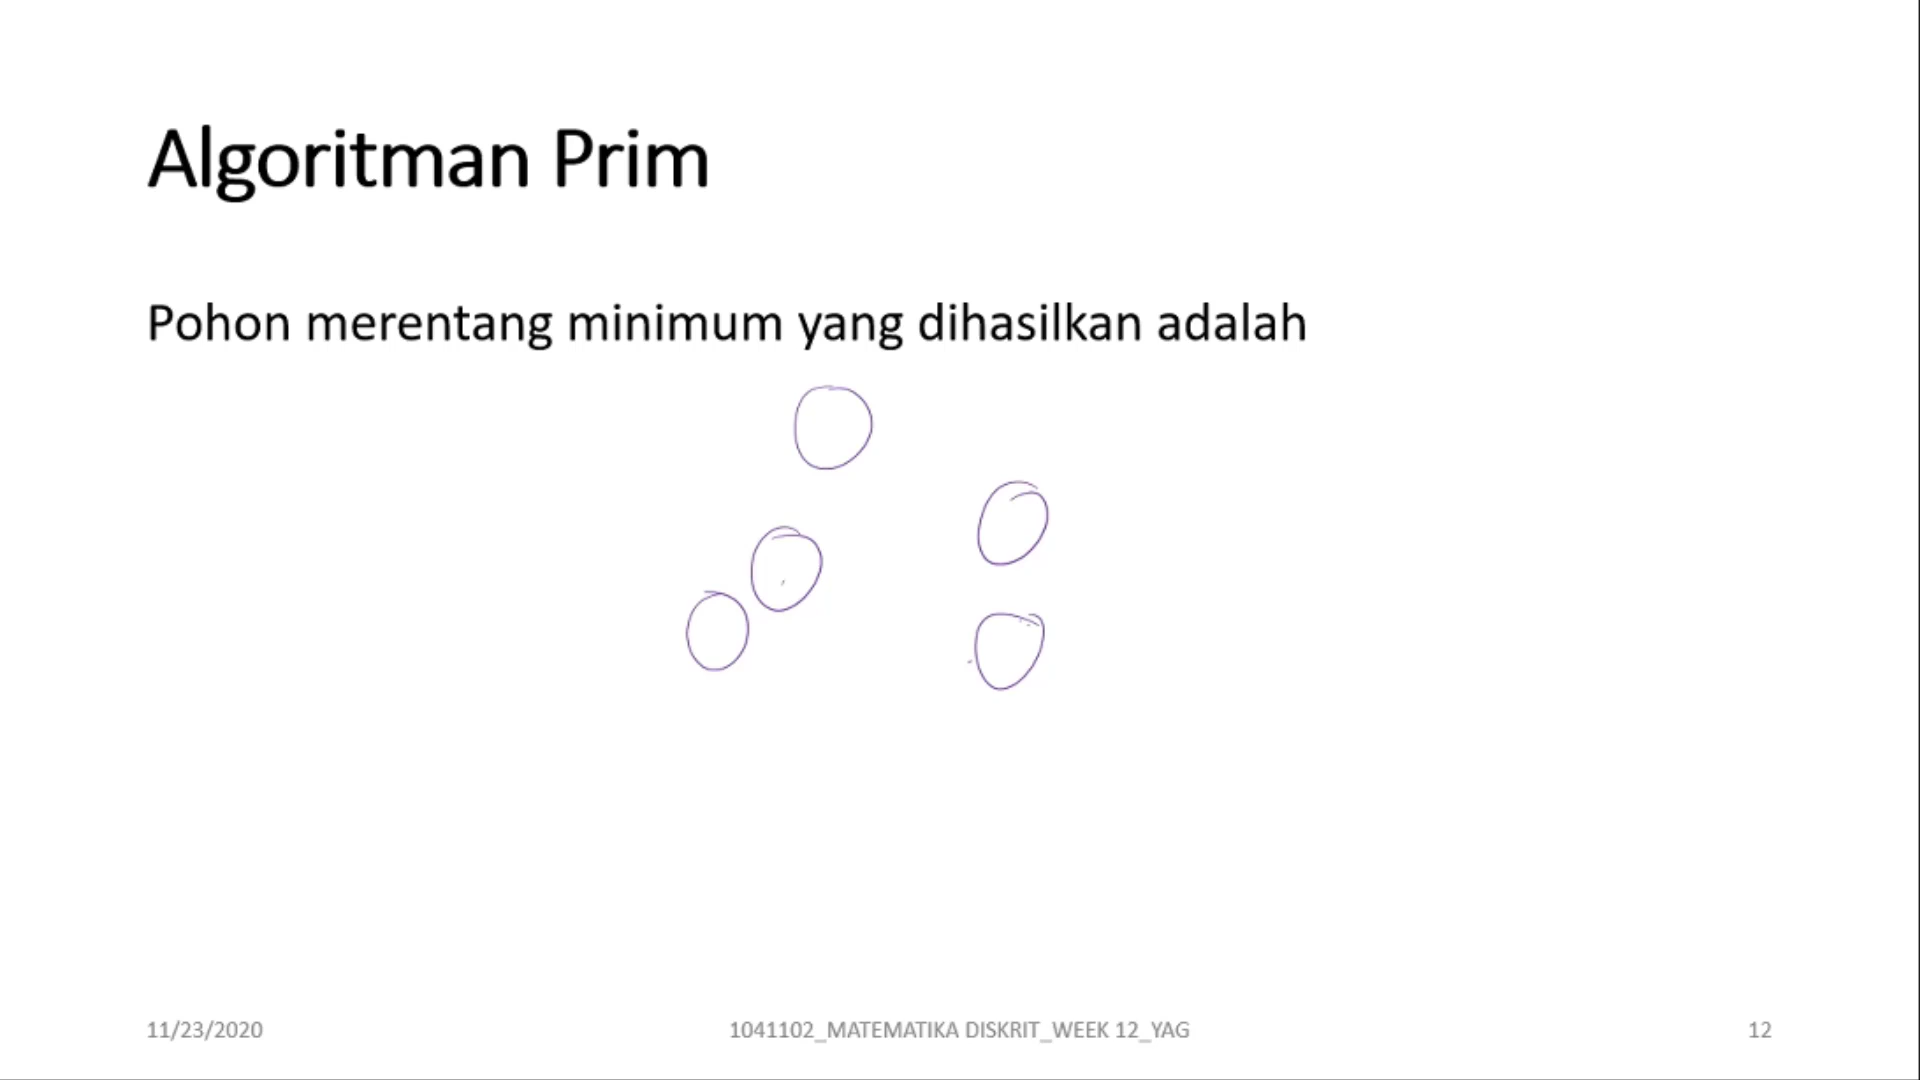 Algoritman Prim
Pohon merentang minimum yang dihasilkan adalah
11/23/2020
1041102_MATEMATIKA DISKRIT_WEEK 12_YAG
12